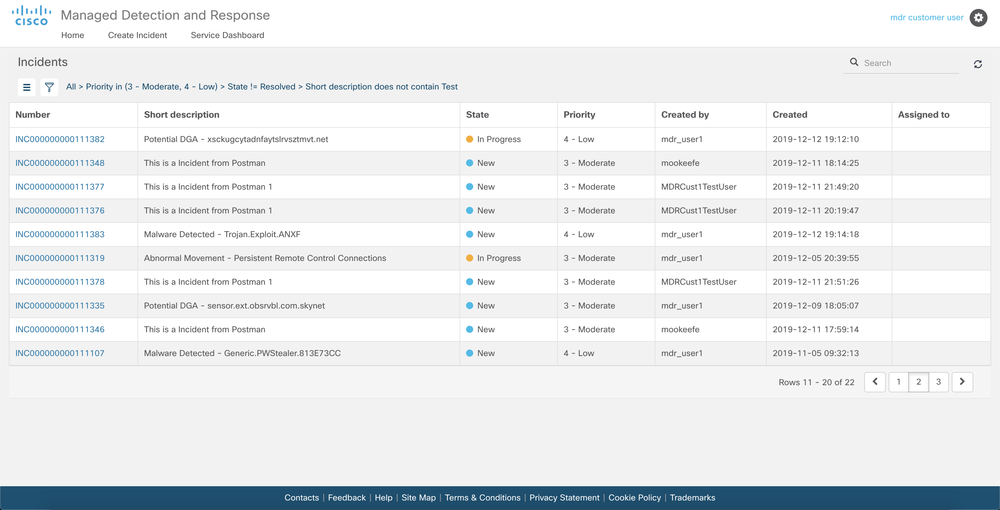 CISCO
Managed Detection and Response
mdr customer user
Home Create Incident Service Dashboard
Incidents
Search
All > Priority in (3 - Moderate, 4 - Low) > State != Resolved > Short description does not contain Test
Number Short description State Priority Created by Created Assigned to
INC000000000111382 Potential DGA - xsckugcytadnfaytslrvsztmvt.net In Progress 4 - Low mdr_user1 2019-12-12 19:12:10
INC000000000111348 This is a Incident from Postman New 3 - Moderate mookeefe 2019-12-11 18:14:25
INC000000000111377 This is a Incident from Postman 1 New 3 - Moderate MDRCust1TestUser 2019-12-11 21:49:20
INC000000000111376 This is a Incident from Postman 1 New 3 - Moderate MDRCust1TestUser 2019-12-11 20:19:47
INC000000000111383 Malware Detected - Trojan.Exploit.ANXF New 4 - Low mdr_user1 2019-12-12 19:14:18
INC000000000111319 Abnormal Movement - Persistent Remote Control Connections In Progress 3 - Moderate mdr_user1 2019-12-05 20:39:55
INC000000000111378 This is a Incident from Postman 1 New 3 - Moderate MDRCust1TestUser 2019-12-11 21:51:26
INC000000000111335 Potential DGA - sensor.ext.obsrvbl.com.skynet New 3 - Moderate mdr_user1 2019-12-09 18:05:07
INC000000000111346 This is a Incident from Postman New 3 - Moderate mookeefe 2019-12-11 17:59:14
INC000000000111107 Malware Detected - Generic.PWStealer.813E73CC New 4 - Low mdr_user1 2019-11-05 09:32:13
Rows 11 - 20 of 22 1 2 3
Contacts | Feedback | Help | Site Map | Terms & Conditions | Privacy Statement | Cookie Policy | Trademarks